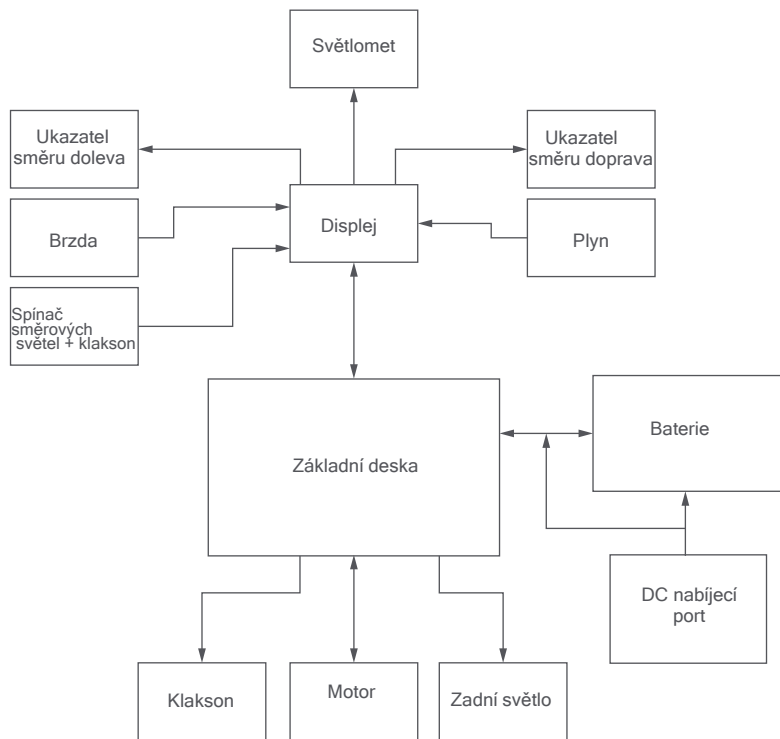 Světlomet
Ukazatel
směru doleva
Ukazatel
směru doprava
Brzda
Displej
Plyn
Spínač
směrových
světel + klakson
Základní deska
Baterie
DC nabíjecí
port
Klakson
Motor
Zadní světlo